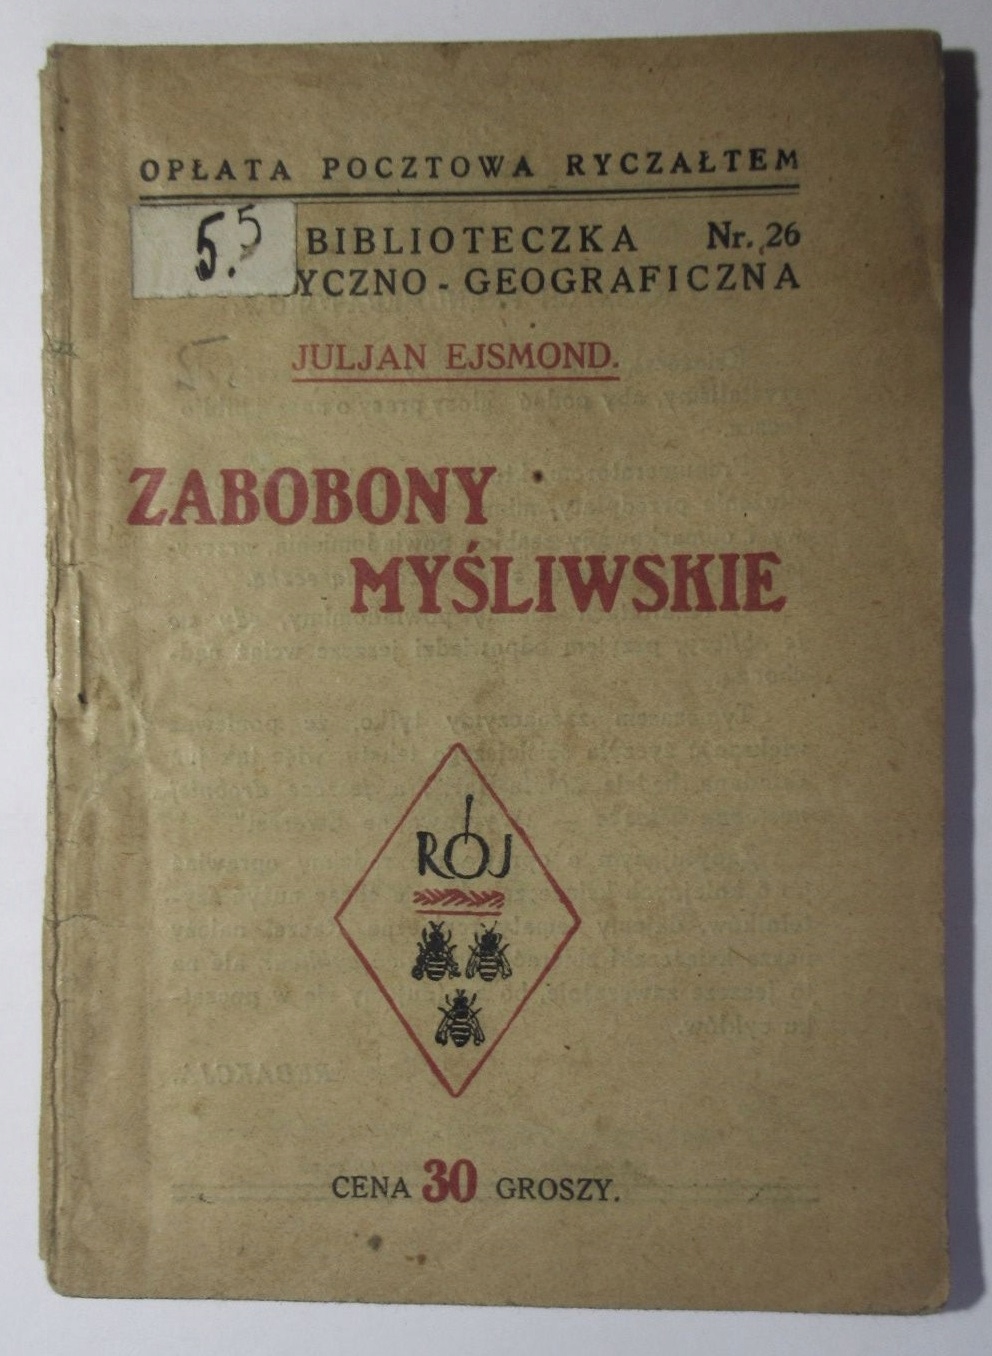 OPŁATA POCZTOWA RYCZAŁTEM
5.5
BIBLIOTECZKA Nr. 26
YCZNO - GEOGRAFICZNA
JULJAN EJSMOND.
ZABOBONY
MYŚLIWSKIE
RÓJ
CENA 30 GROSZY.